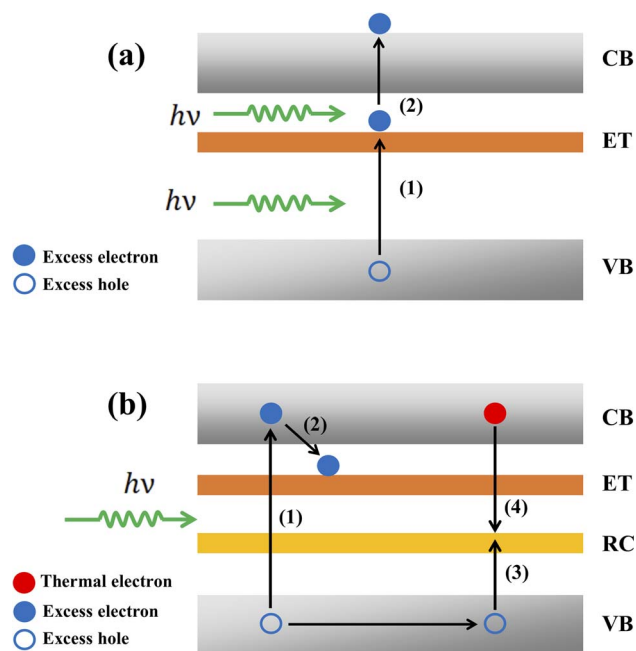 (a)
CB
(2)
hν
ET
(1)
hν
Excess electron
Excess hole
VB
(b)
CB
(2)
hν
ET
(1)
(4)
RC
Thermal electron
(3)
Excess electron
Excess hole
VB